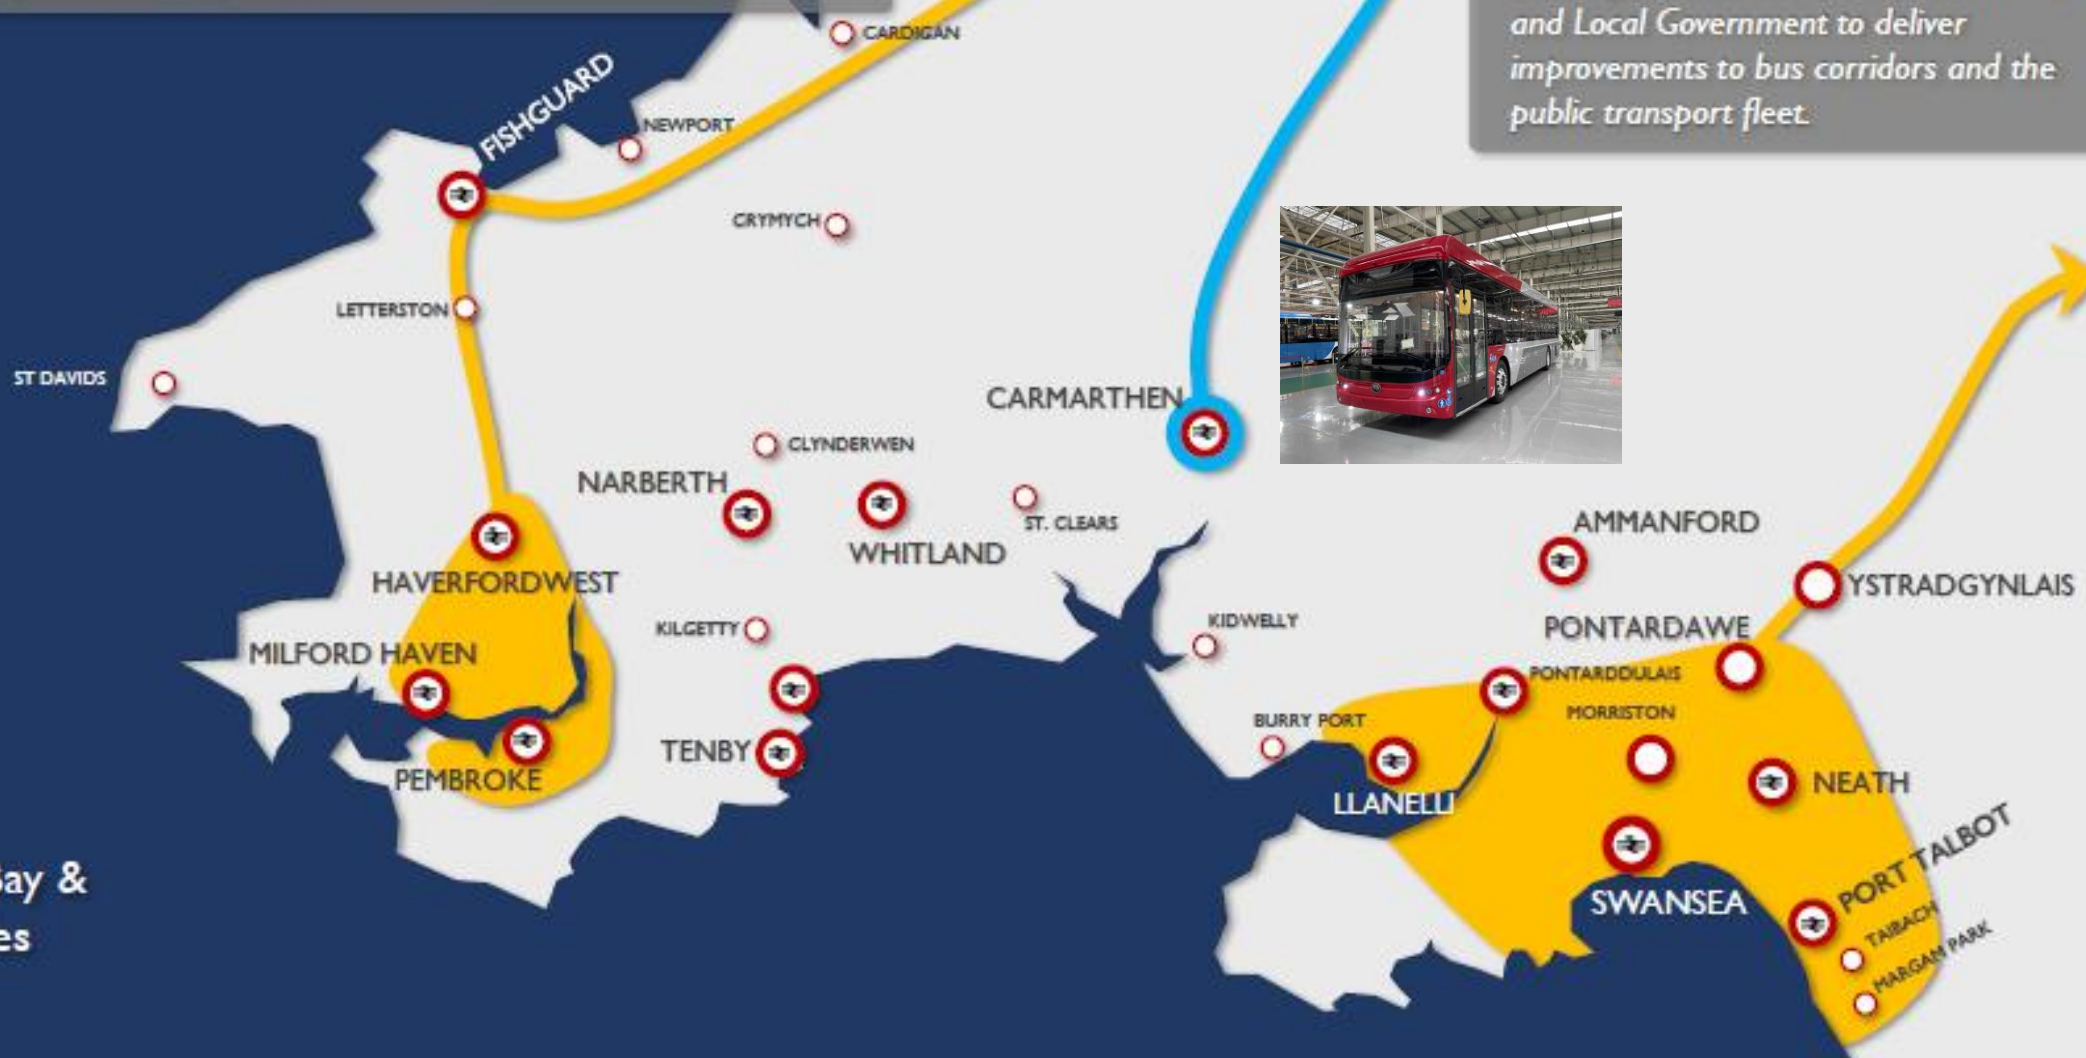 and Local Government to deliver
improvements to bus corridors and the
public transport fleet.
CARDIGAN
FISHGUARD
NEWPORT
CRYMYCH
LETTERSTON
ST DAVIDS
CARMARTHEN
CLYNDERWEN
NARBERTH
ST. CLEARS
WHITLAND
AMMANFORD
HAVERFORDWEST
YSTRADGYNLAIS
KIDWELLY
KILGETTY
PONTARDAWE
MILFORD HAVEN
PONTARDDULAIS
MORRISTON
BURRY PORT
TENBY
PEMBROKE
NEATH
LLANELLI
PORT TALBOT
SWANSEA
TAIBACH
MARGAM PARK
Bay &
es